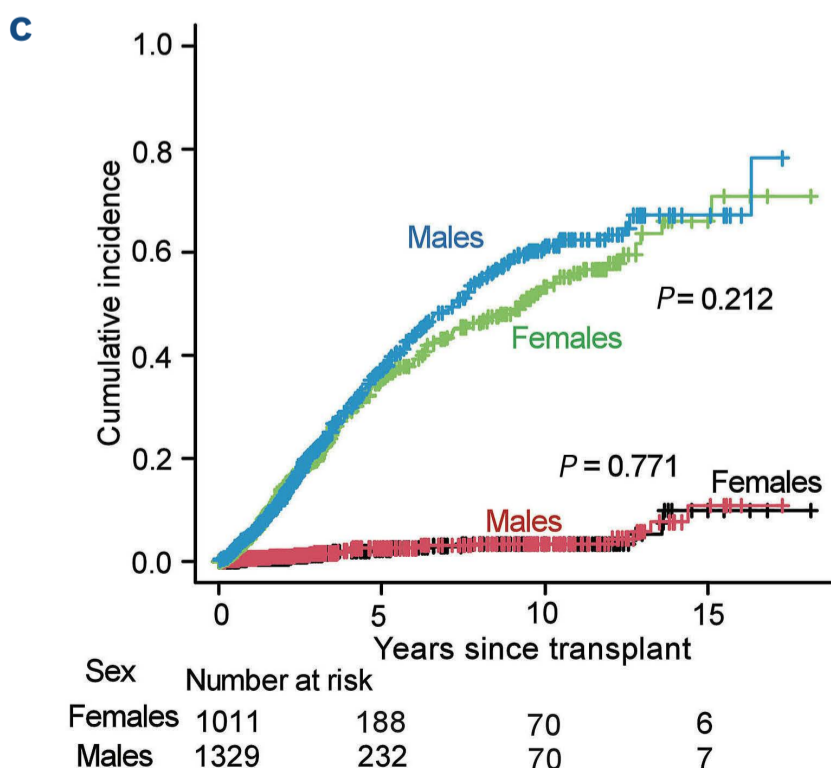 c
1.0
0.8
0.6
0.4
0.2
0.0
Cumulative incidence
Males
P = 0.212
Females
P = 0.771
Females
Males
0 5 10 15
Years since transplant
Sex Number at risk
Females 1011 188 70 6
Males 1329 232 70 7